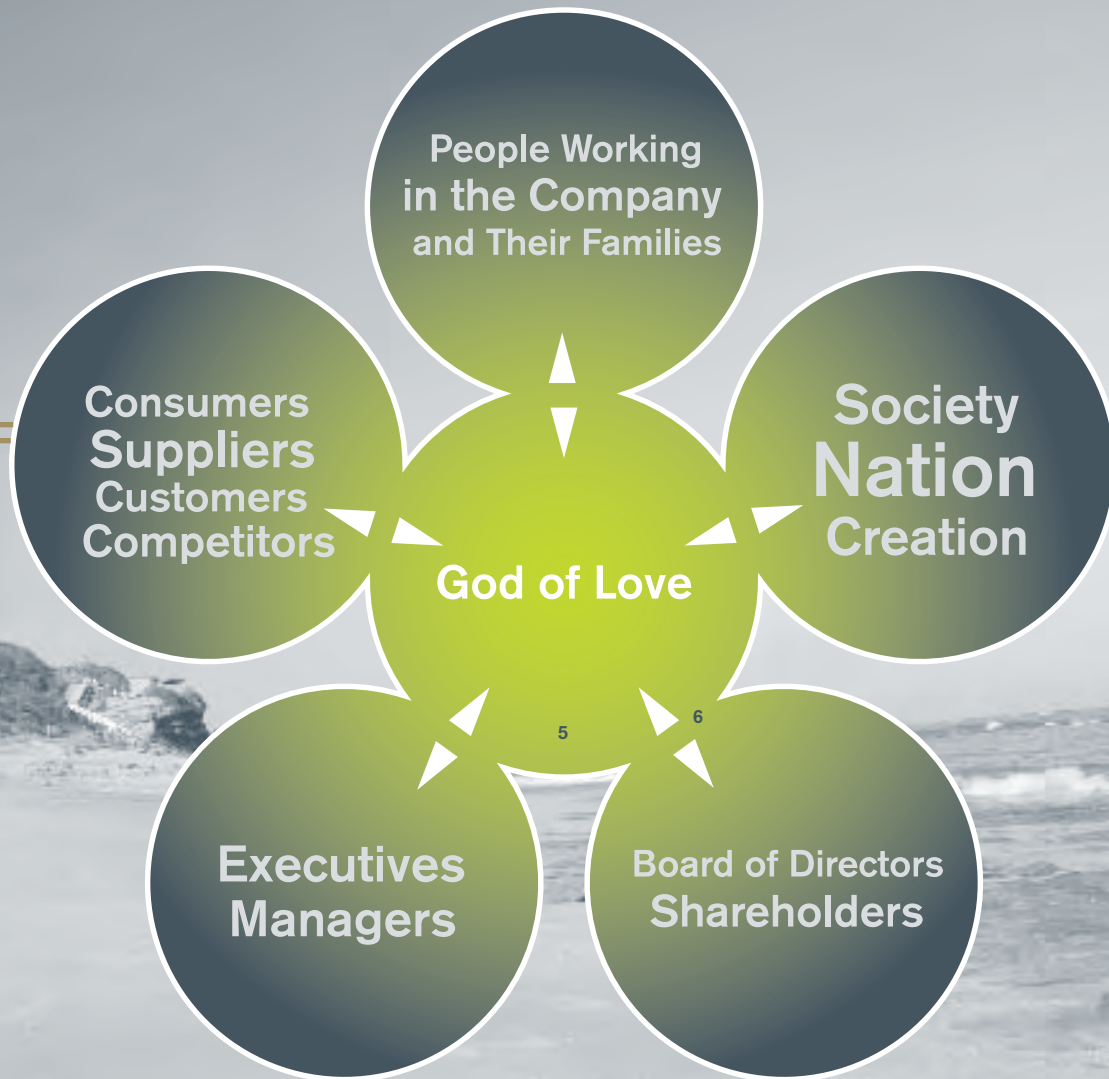 People Working
in the Company
and Their Families
Consumers
Suppliers
Customers
Competitors
Society
Nation
Creation
God of Love
5
6
Executives
Managers
Board of Directors
Shareholders